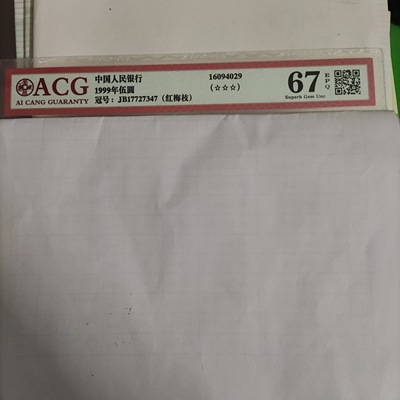 ACG
AI CANG GUARANTY
中国人民银行 16094029
1999年伍圆 (☆☆☆)
冠号: JB17727347 (红梅枝)
67 EPQ
Superb Gem Unc